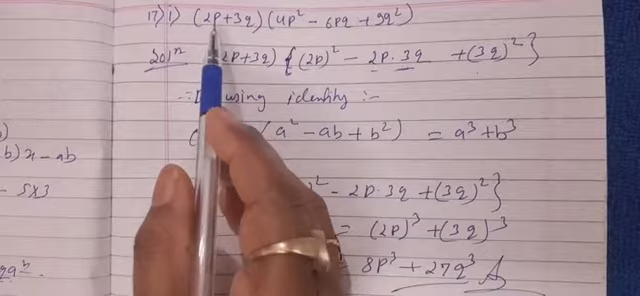 17) i) (2p+3q) (4p² - 6pq + 9q²)
Solⁿ (2p+3q) {(2p)² - 2p·3q + (3q)²}
using identity :-
(a² - ab + b²) = a³ + b³
b) x - ab
² - 2p·3q + (3q)²}
- 5x3
= (2p)³ + (3q)³
= 8p³ + 27q³